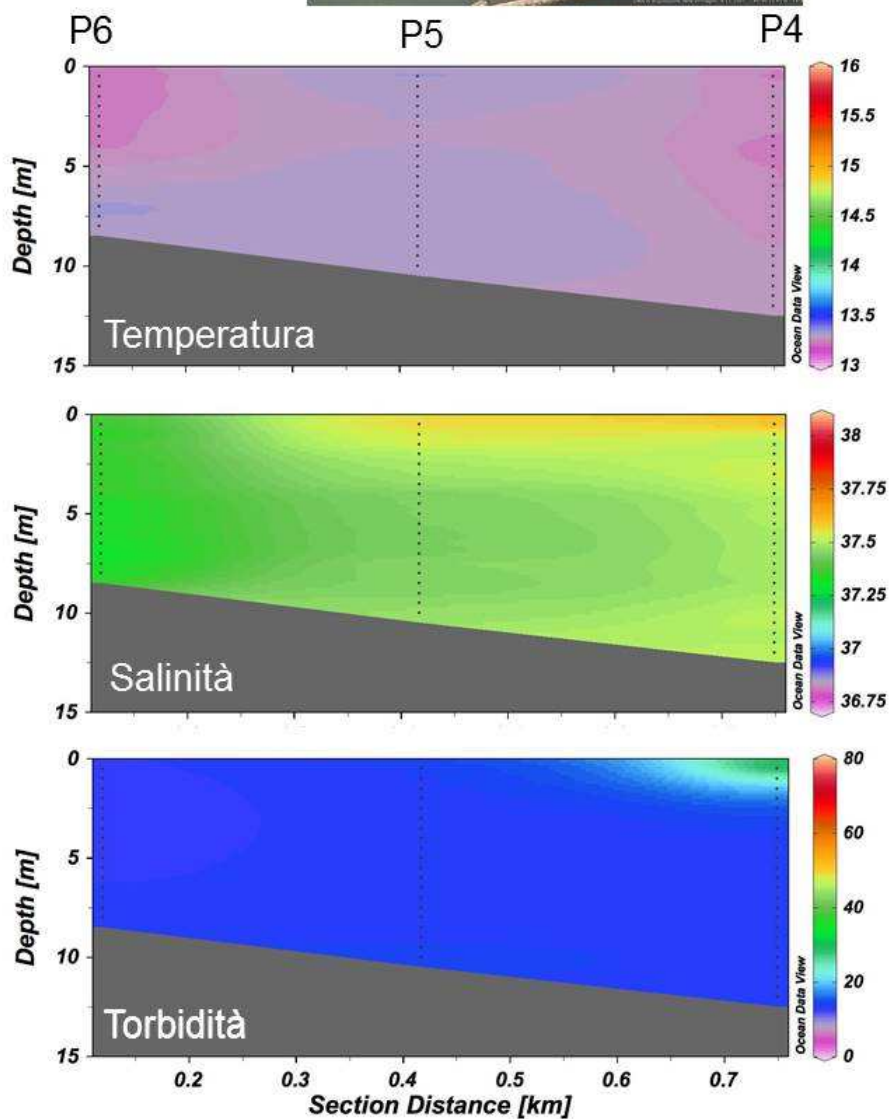 P6 P5 P4
0
5
10
15
Depth [m]
Temperatura
16
15.5
15
14.5
14
13.5
13
Ocean Data View
0
5
10
15
Depth [m]
Salinità
38
37.75
37.5
37.25
37
36.75
Ocean Data View
0
5
10
15
Depth [m]
Torbidità
80
60
40
20
0
Ocean Data View
0.2 0.3 0.4 0.5 0.6 0.7
Section Distance [km]